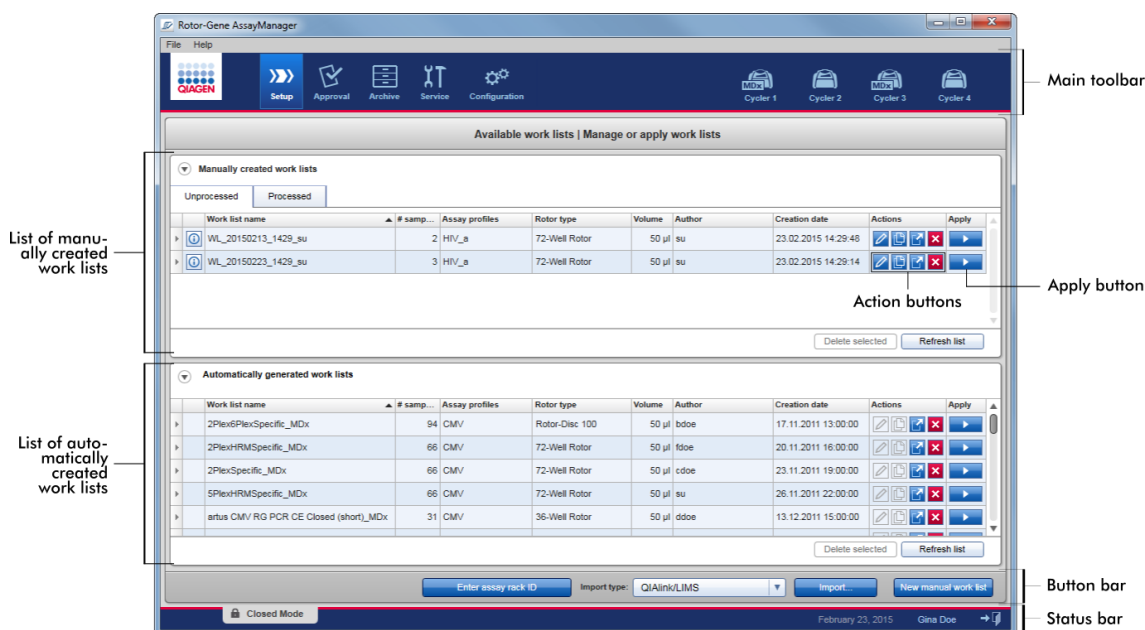 Rotor-Gene AssayManager
File Help
QIAGEN
Setup Approval Archive Service Configuration
MDx MDx
Cycler 1 Cycler 2 Cycler 3 Cycler 4
Main toolbar
Available work lists | Manage or apply work lists
Manually created work lists
Unprocessed Processed
Work list name # samp... Assay profiles Rotor type Volume Author Creation date Actions Apply
WL_20150213_1429_su 2 HIV_a 72-Well Rotor 50 µl su 23.02.2015 14:29:48
WL_20150223_1429_su 3 HIV_a 72-Well Rotor 50 µl su 23.02.2015 14:29:14
List of manu-
ally created
work lists
Action buttons
Apply button
Delete selected Refresh list
Automatically generated work lists
Work list name # samp... Assay profiles Rotor type Volume Author Creation date Actions Apply
2Plex6PlexSpecific_MDx 94 CMV Rotor-Disc 100 50 µl bdoe 17.11.2011 13:00:00
2PlexHRMSpecific_MDx 66 CMV 72-Well Rotor 50 µl fdoe 20.11.2011 16:00:00
2PlexSpecific_MDx 66 CMV 72-Well Rotor 50 µl cdoe 23.11.2011 19:00:00
5PlexHRMSpecific_MDx 66 CMV 72-Well Rotor 50 µl su 26.11.2011 22:00:00
artus CMV RG PCR CE Closed (short)_MDx 31 CMV 36-Well Rotor 50 µl ddoe 13.12.2011 15:00:00
List of auto-
matically
created
work lists
Delete selected Refresh list
Enter assay rack ID Import type: QIAlink/LIMS Import... New manual work list
Button bar
Closed Mode February 23, 2015 Gina Doe
Status bar